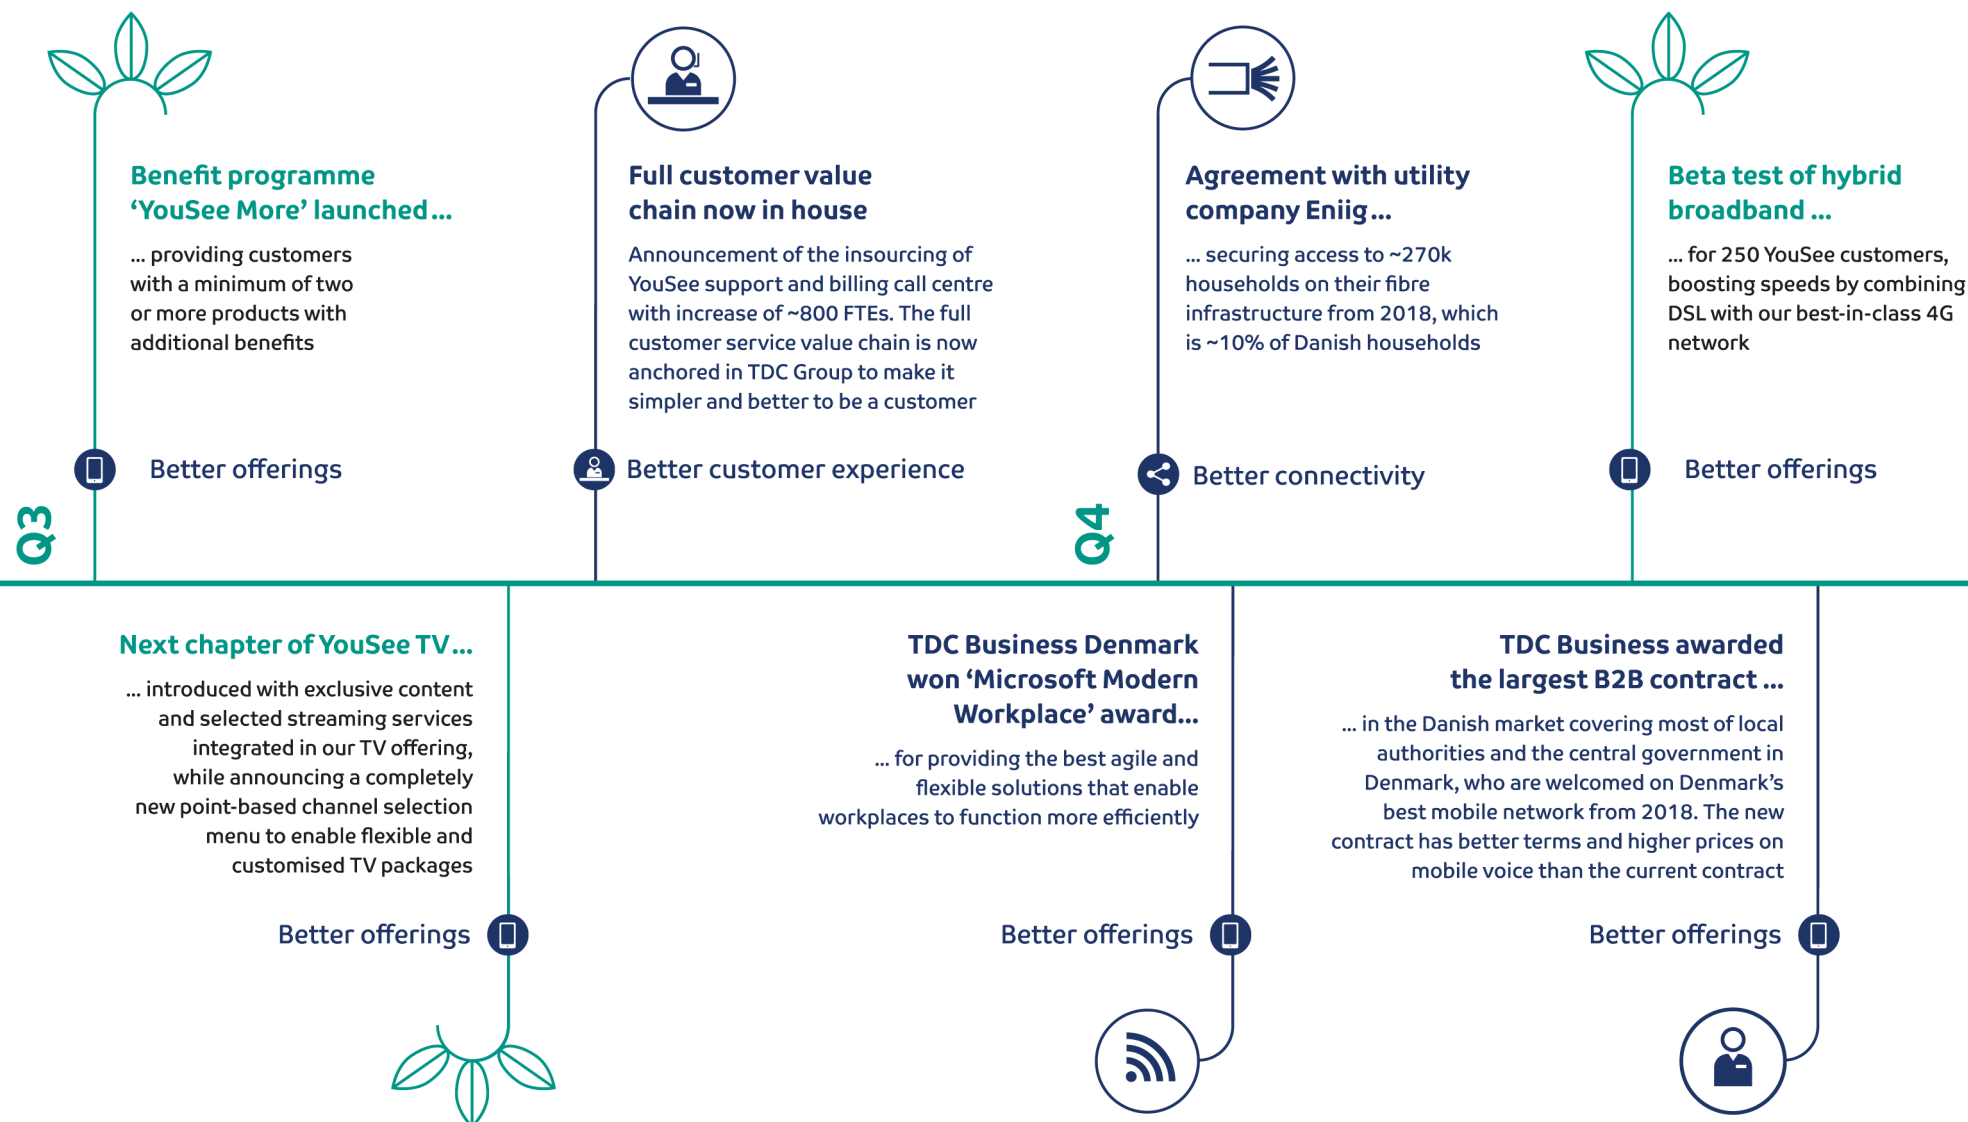 Benefit programme
‘YouSee More’ launched...
... providing customers
with a minimum of two
or more products with
additional benefits
Better offerings
Full customer value
chain now in house
Announcement of the insourcing of
YouSee support and billing call centre
with increase of ~800 FTEs. The full
customer service value chain is now
anchored in TDC Group to make it
simpler and better to be a customer
Better customer experience
Agreement with utility
company Eniig...
... securing access to ~270k
households on their fibre
infrastructure from 2018, which
is ~10% of Danish households
Better connectivity
Beta test of hybrid
broadband ...
... for 250 YouSee customers,
boosting speeds by combining
DSL with our best-in-class 4G
network
Better offerings
Q3
Q4
Next chapter of YouSee TV...
... introduced with exclusive content
and selected streaming services
integrated in our TV offering,
while announcing a completely
new point-based channel selection
menu to enable flexible and
customised TV packages
Better offerings
TDC Business Denmark
won ‘Microsoft Modern
Workplace’ award...
... for providing the best agile and
flexible solutions that enable
workplaces to function more efficiently
Better offerings
TDC Business awarded
the largest B2B contract ...
... in the Danish market covering most of local
authorities and the central government in
Denmark, who are welcomed on Denmark’s
best mobile network from 2018. The new
contract has better terms and higher prices on
mobile voice than the current contract
Better offerings